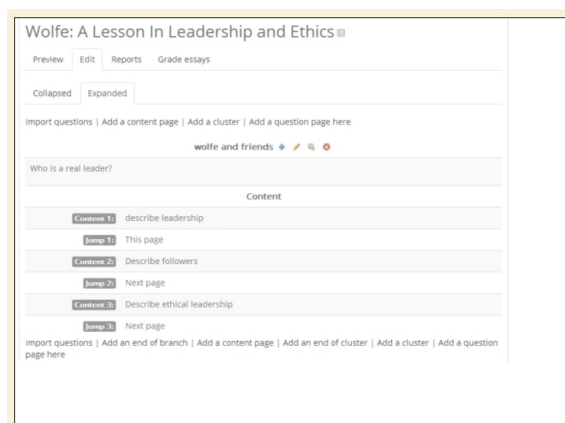 Wolfe: A Lesson In Leadership and Ethics
Preview Edit Reports Grade essays
Collapsed Expanded
Import questions | Add a content page | Add a cluster | Add a question page here
wolfe and friends
Who is a real leader?
Content
Content 1: describe leadership
Jump 1: This page
Content 2: Describe followers
Jump 2: Next page
Content 3: Describe ethical leadership
Jump 3: Next page
Import questions | Add an end of branch | Add a content page | Add an end of cluster | Add a cluster | Add a question
page here